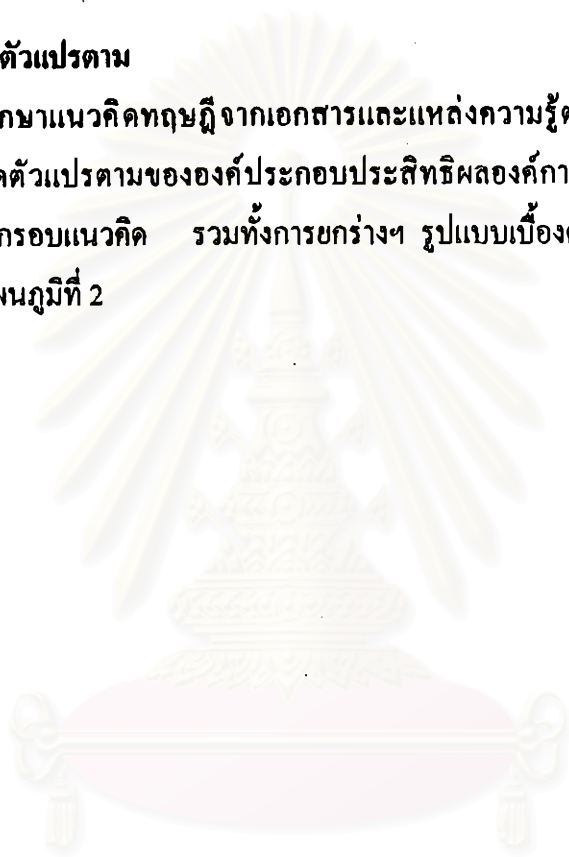 ตัวแปรตาม
กษาแนวคิดทฤษฎีจากเอกสารและแหล่งความรู้ต
ดตัวแปรตามขององค์ประกอบประสิทธิผลองค์กา
กรอบแนวคิด รวมทั้งการยกร่างฯ รูปแบบเบื้องต
ผนภูมิที่ 2